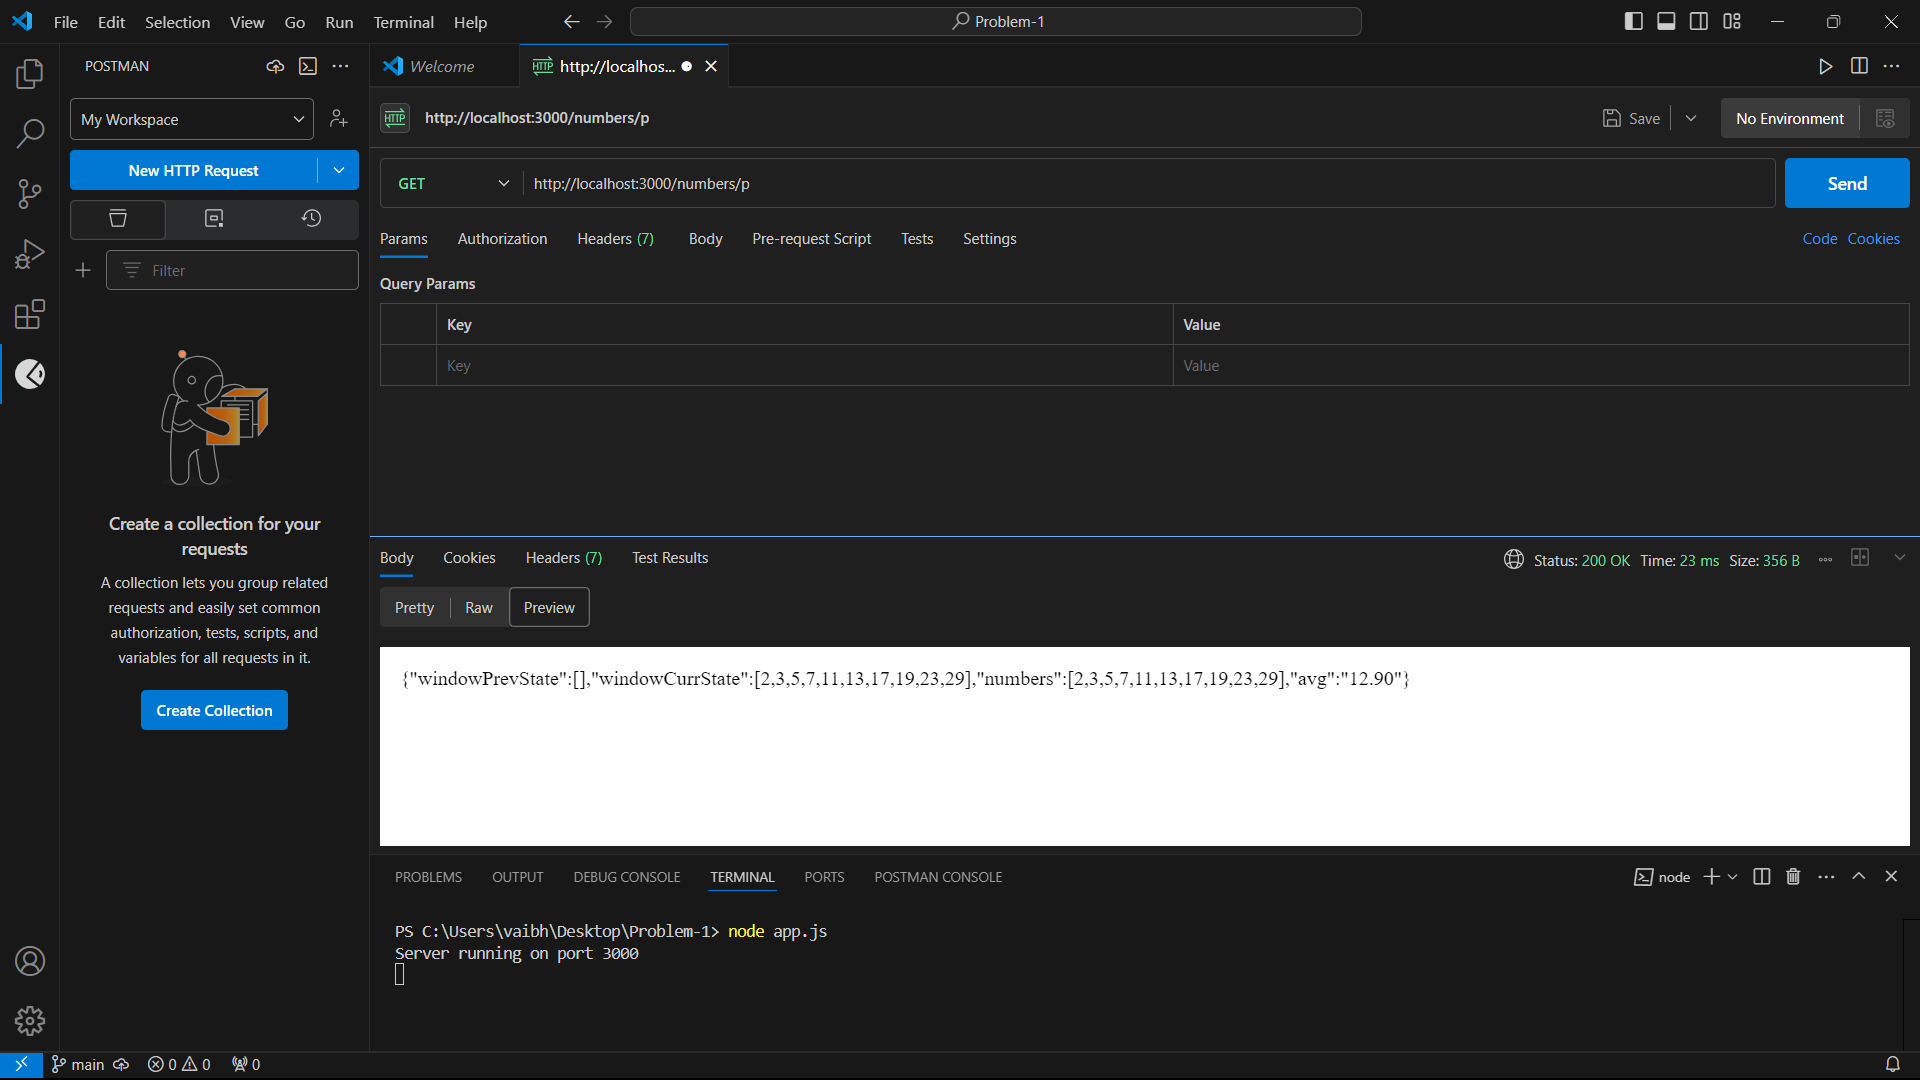 File Edit Selection View Go Run Terminal Help
Problem-1
POSTMAN
My Workspace
New HTTP Request
Filter
Create a collection for your
requests
A collection lets you group related
requests and easily set common
authorization, tests, scripts, and
variables for all requests in it.
Create Collection
Welcome
HTTP http://localhos...
HTTP http://localhost:3000/numbers/p
Save
No Environment
GET http://localhost:3000/numbers/p
Send
Params Authorization Headers (7) Body Pre-request Script Tests Settings
Code Cookies
Query Params
Key Value
Key Value
Body Cookies Headers (7) Test Results
Status: 200 OK Time: 23 ms Size: 356 B
Pretty Raw Preview
{"windowPrevState":[],"windowCurrState":[2,3,5,7,11,13,17,19,23,29],"numbers":[2,3,5,7,11,13,17,19,23,29],"avg":"12.90"}
PROBLEMS OUTPUT DEBUG CONSOLE TERMINAL PORTS POSTMAN CONSOLE
node
PS C:\Users\vaibh\Desktop\Problem-1> node app.js
Server running on port 3000
main 0 0 0